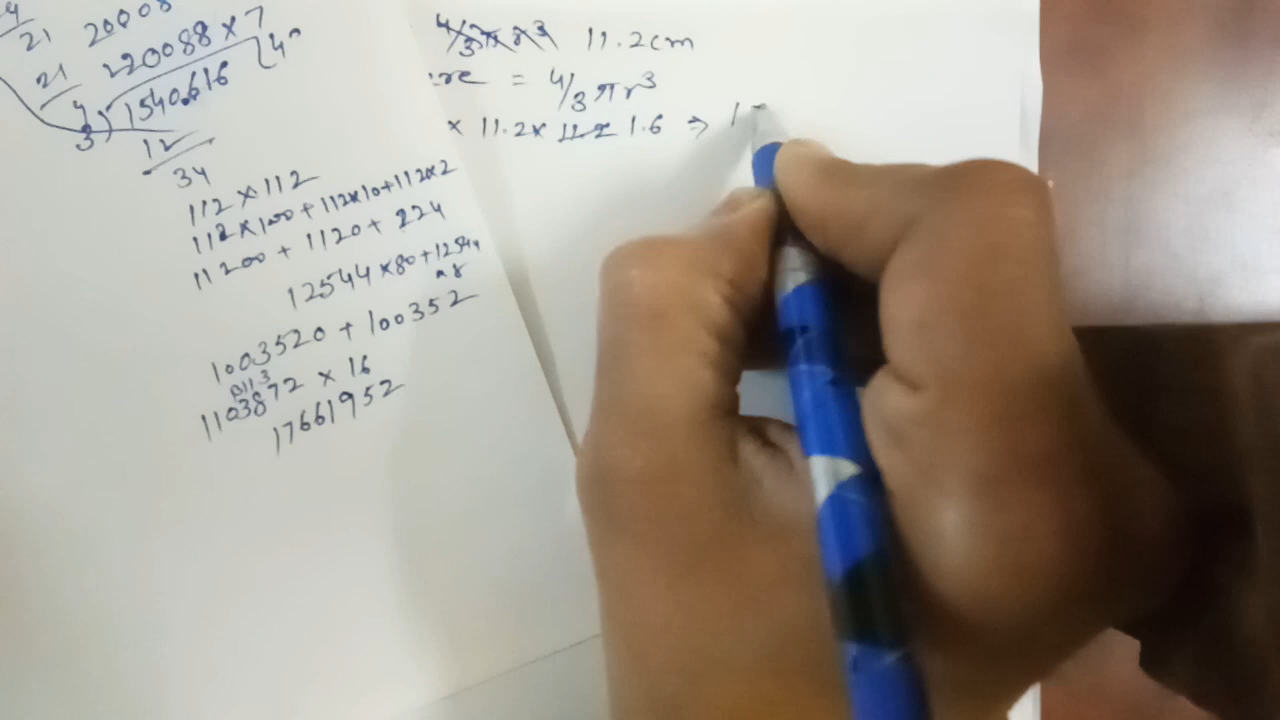 21 20008
21 220088 × 7
3) 1540.616
12
34
112 × 112
112×100 + 112×10 + 112×2
11200 + 1120 + 224
12544 × 80 + 12544
× 8
1003520 + 100352
1103872 × 16
17661952
4/3 π r³ 11.2 cm
= 4/3 π r³
× 11.2 × 11.2 1.6 ⇒ 1